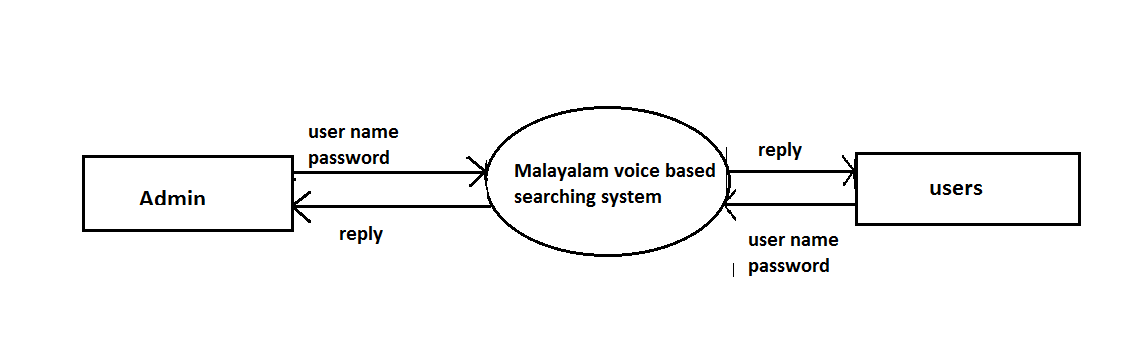 user name
password
Admin
reply
Malayalam voice based
searching system
reply
users
user name
password